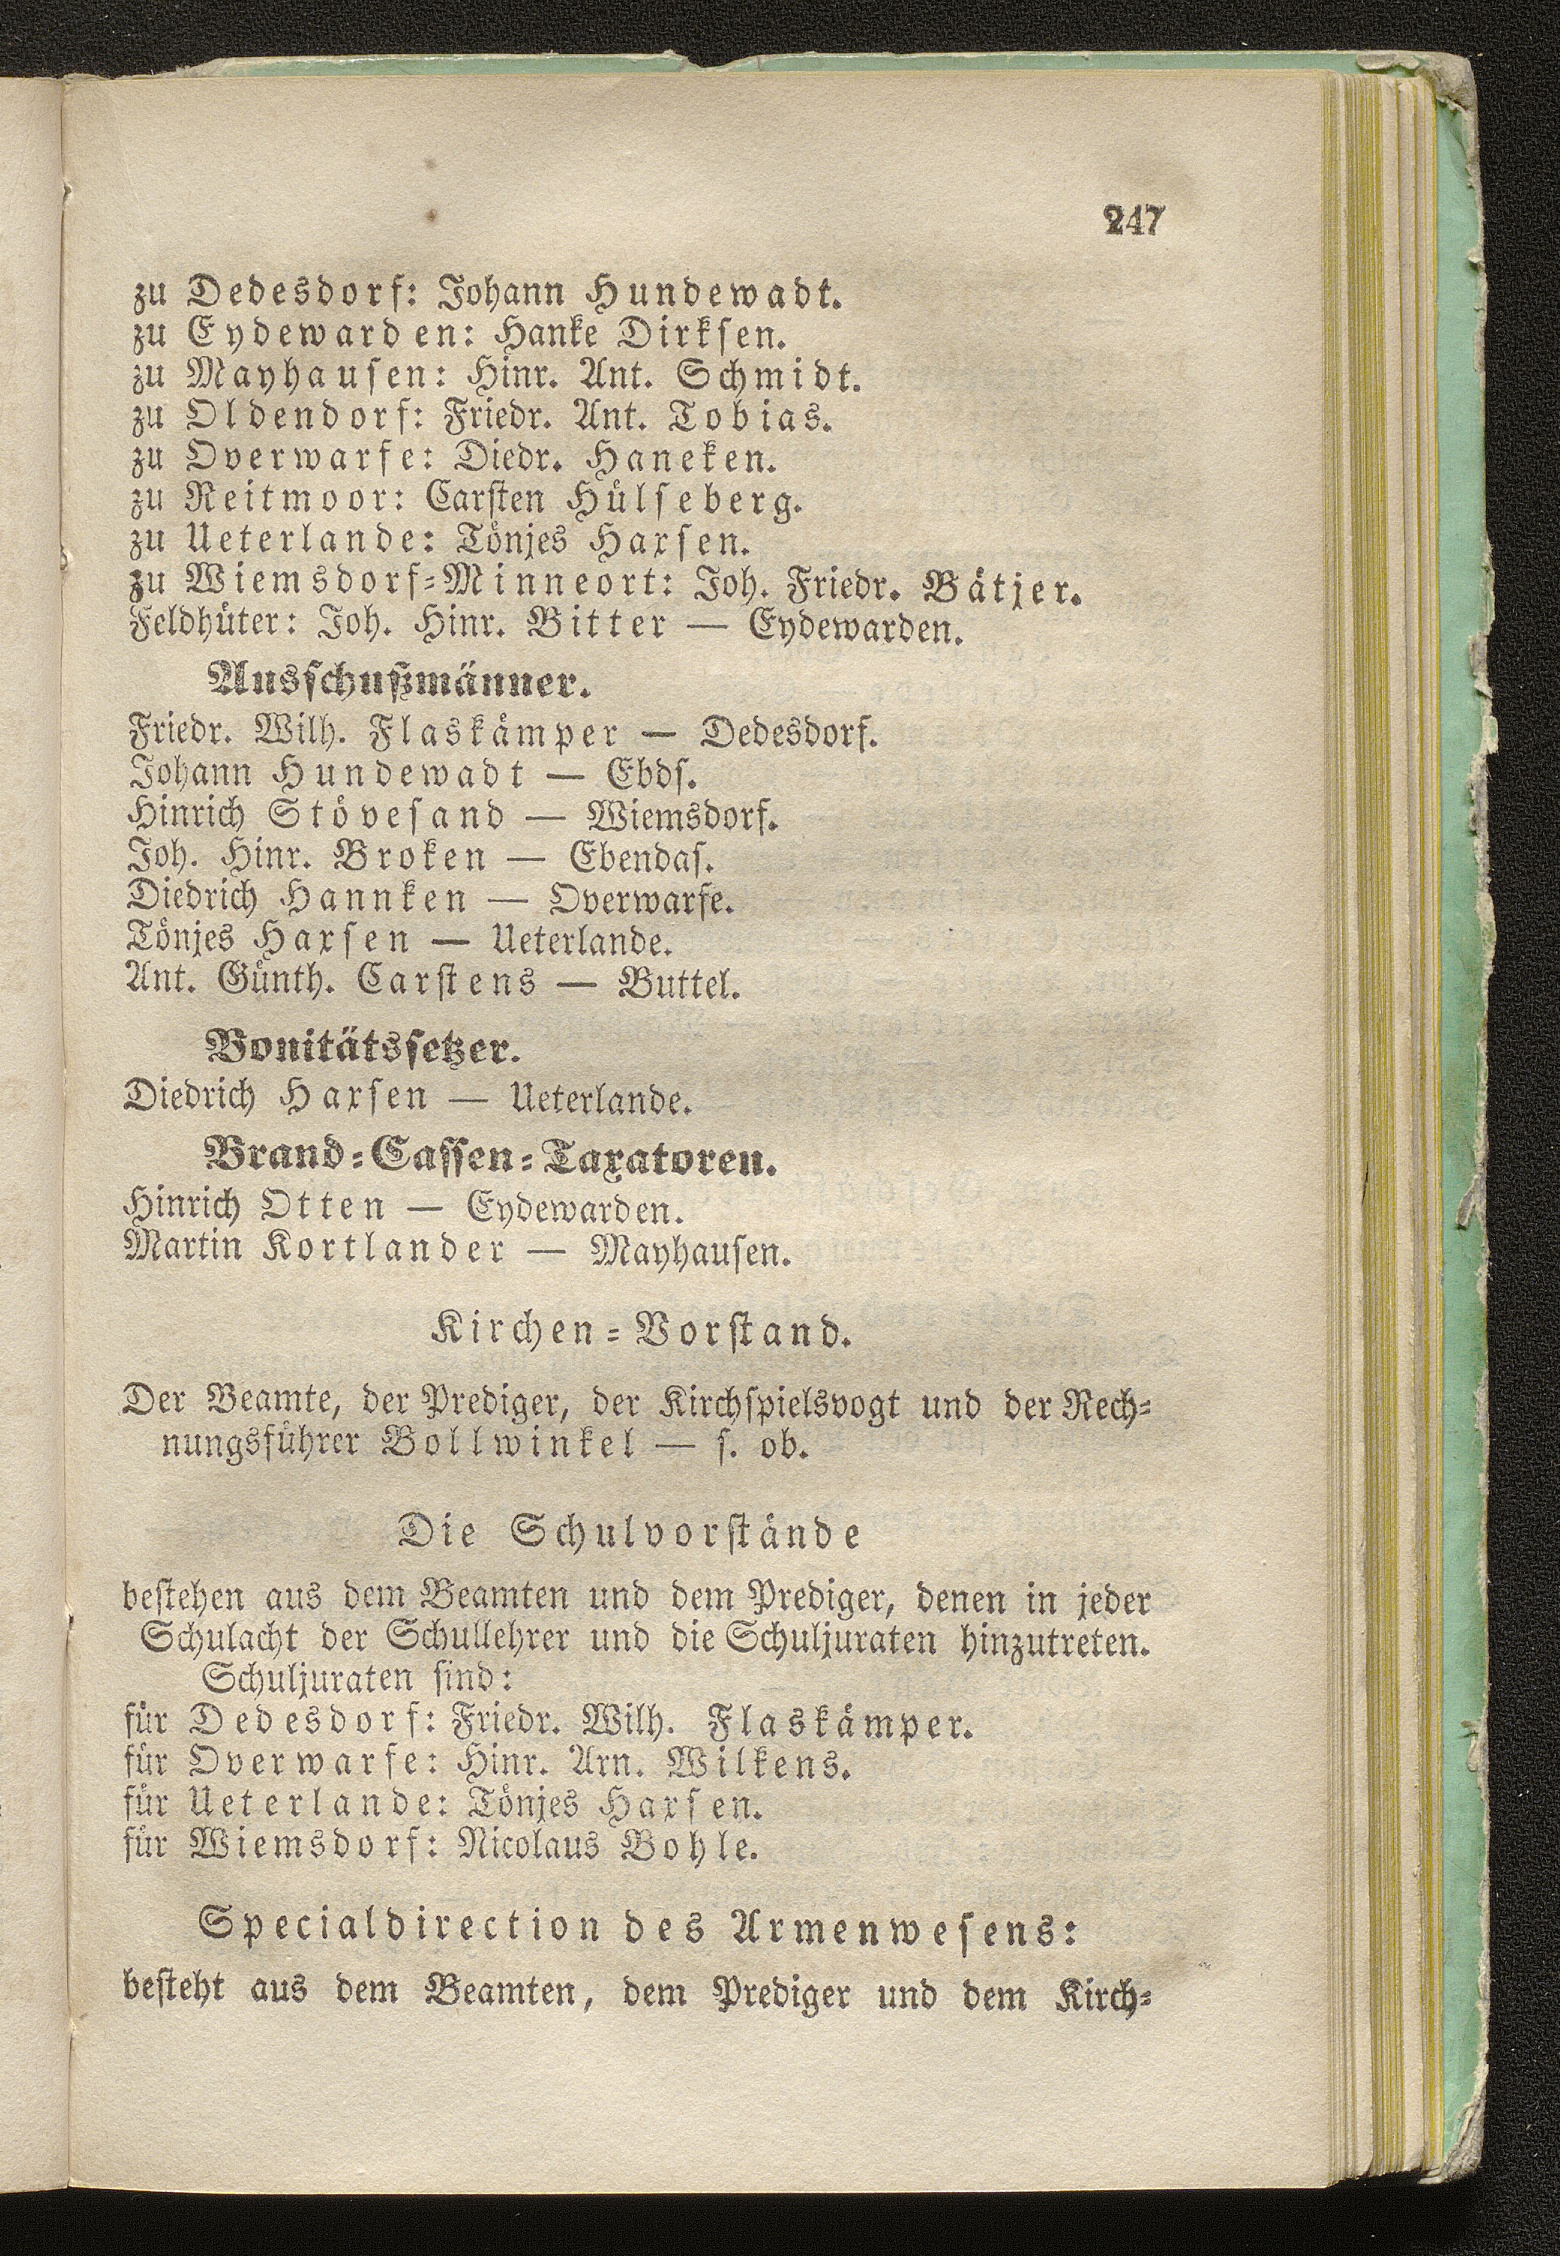 247
zu Dedesdorf: Johann Hundewadt.
zu Eydewarden: Hanke Dirksen.
zu Mayhausen: Hinr. Ant. Schmidt.
zu Oldendorf: Friedr. Ant. Tobias.
zu Overwarfe: Diedr. Haneken.
zu Reitmoor: Carsten Hülseberg.
zu Ueterlande: Tönjes Harsen.
zu Wiemsdorf-Minneort: Joh. Friedr. Bätjer.
Feldhüter: Joh. Hinr. Bitter — Eydewarden.
Ausschußmänner.
Friedr. Wilh. Flaskämper — Dedesdorf.
Johann Hundewadt — Ebds.
Hinrich Stövesand — Wiemsdorf.
Joh. Hinr. Broken — Ebendas.
Diedrich Hannken — Overwarfe.
Tönjes Harsen — Ueterlande.
Ant. Günth. Carstens — Buttel.
Bonitätssetzer.
Diedrich Harsen — Ueterlande.
Brand-Cassen-Taxatoren.
Hinrich Otten — Eydewarden.
Martin Kortlander — Mayhausen.
Kirchen-Vorstand.
Der Beamte, der Prediger, der Kirchspielsvogt und der Rech-
nungsführer Bollwinkel — s. ob.
Die Schulvorstände
bestehen aus dem Beamten und dem Prediger, denen in jeder
Schulacht der Schullehrer und die Schuljuraten hinzutreten.
Schuljuraten sind:
für Dedesdorf: Friedr. Wilh. Flaskämper.
für Overwarfe: Hinr. Arn. Wilkens.
für Ueterlande: Tönjes Harsen.
für Wiemsdorf: Nicolaus Bohle.
Specialdirection des Armenwesens:
besteht aus dem Beamten, dem Prediger und dem Kirch-